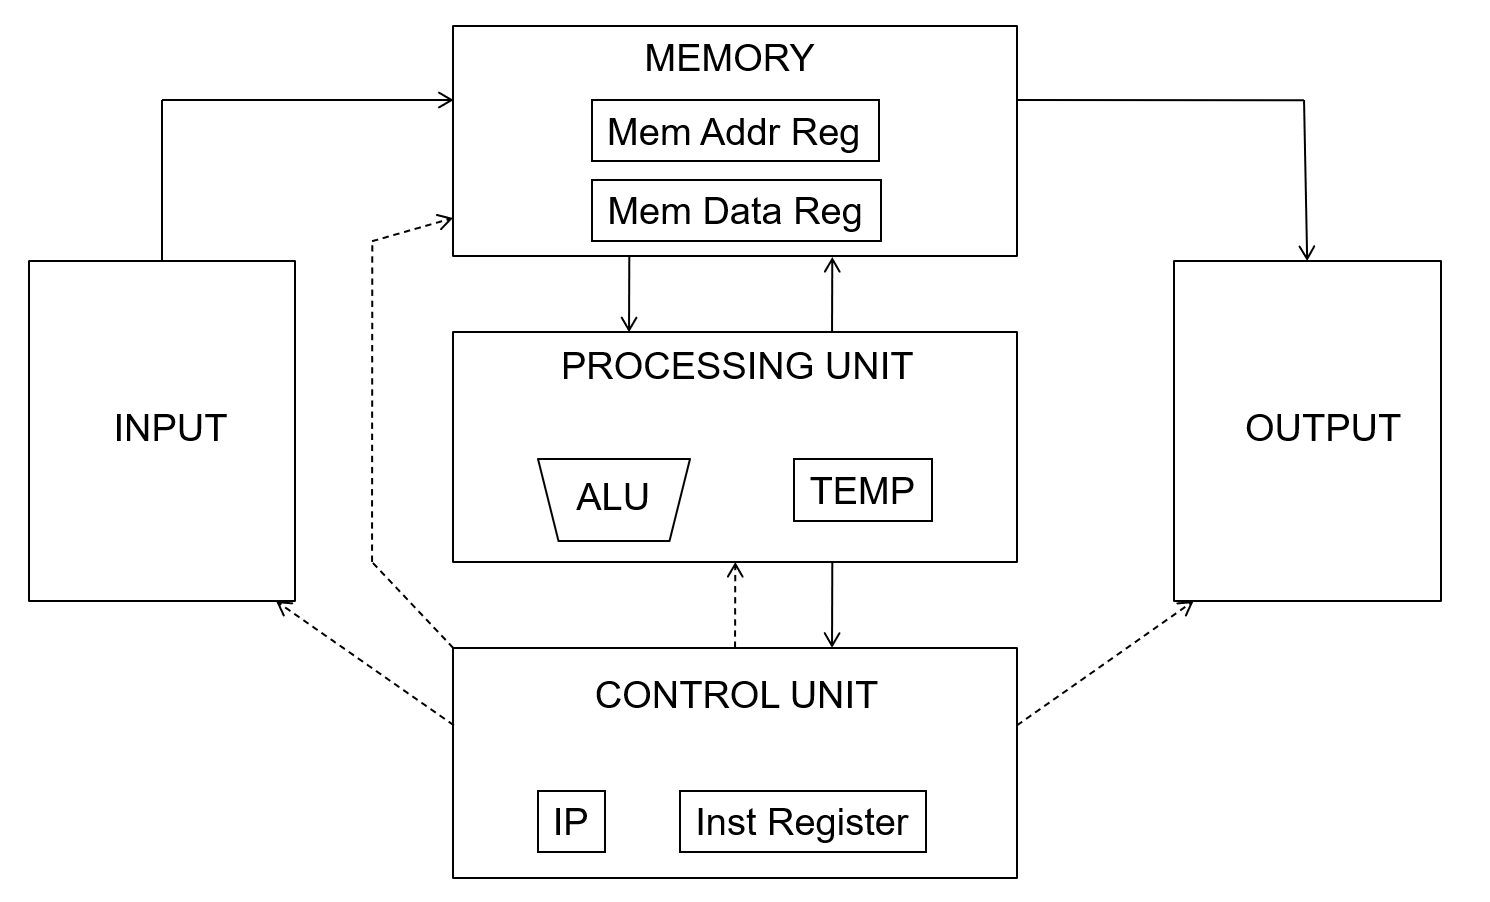 MEMORY
Mem Addr Reg
Mem Data Reg
PROCESSING UNIT
INPUT
OUTPUT
ALU
TEMP
CONTROL UNIT
IP
Inst Register